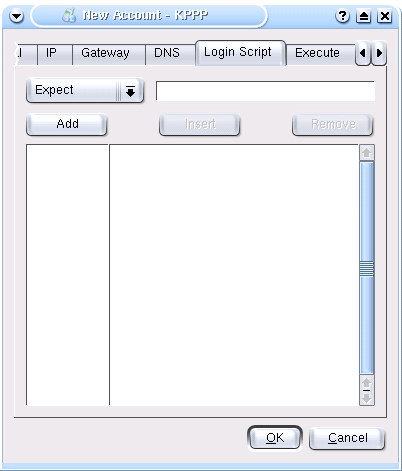 New Account - KPPP
IP Gateway DNS Login Script Execute
Expect
Add Insert Remove
OK Cancel